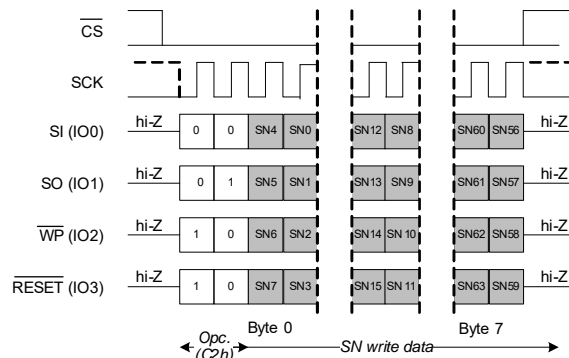 CS
SCK
hi-Z hi-Z
SI (IO0) 0 0 SN4 SN0 SN12 SN8 SN60 SN56
hi-Z hi-Z
SO (IO1) 0 1 SN5 SN1 SN13 SN9 SN61 SN57
hi-Z hi-Z
WP (IO2) 1 0 SN6 SN2 SN14 SN 10 SN62 SN58
hi-Z hi-Z
RESET (IO3) 1 0 SN7 SN3 SN15 SN 11 SN63 SN59
Byte 0 Byte 7
Opc. SN write data
(C2h)